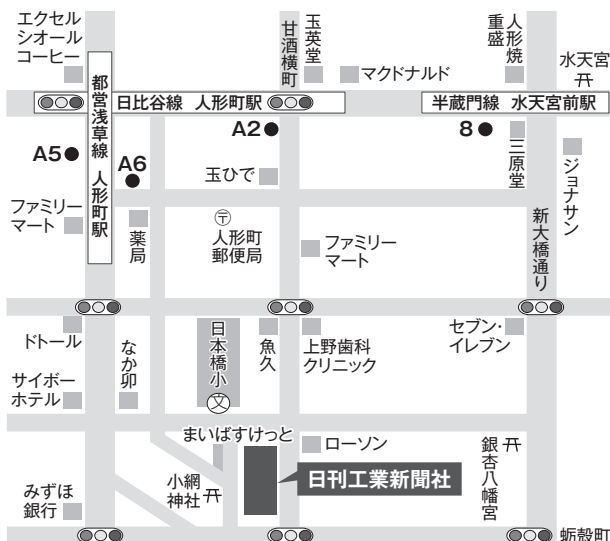 エクセル
シオール
コーヒー
甘酒横町
玉英堂
マクドナルド
人形焼
重盛
水天宮
都営浅草線 人形町駅
日比谷線 人形町駅
半蔵門線 水天宮前駅
A5
A6
A2
8
三原堂
ジョナサン
玉ひで
ファミリー
マート
薬局
〒
人形町
郵便局
ファミリー
マート
新大橋通り
ドトール
なか卯
日本橋小
文
魚久
上野歯科
クリニック
セブン・
イレブン
サイボー
ホテル
まいばすけっと
ローソン
日刊工業新聞社
銀杏八幡宮
小網
神社
みずほ
銀行
蛎殻町